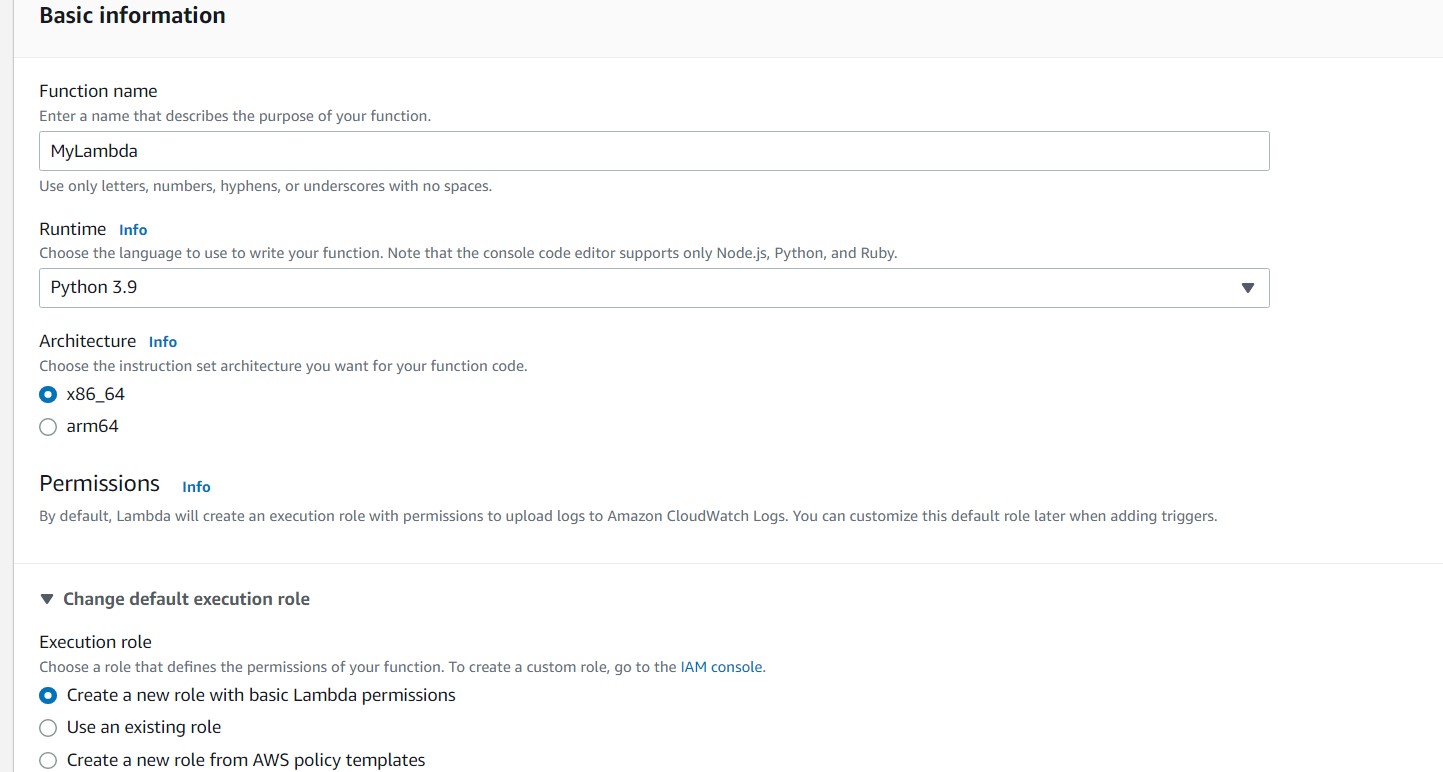 Basic information
Function name
Enter a name that describes the purpose of your function.
MyLambda
Use only letters, numbers, hyphens, or underscores with no spaces.
Runtime Info
Choose the language to use to write your function. Note that the console code editor supports only Node.js, Python, and Ruby.
Python 3.9
Architecture Info
Choose the instruction set architecture you want for your function code.
x86_64
arm64
Permissions Info
By default, Lambda will create an execution role with permissions to upload logs to Amazon CloudWatch Logs. You can customize this default role later when adding triggers.
Change default execution role
Execution role
Choose a role that defines the permissions of your function. To create a custom role, go to the IAM console.
Create a new role with basic Lambda permissions
Use an existing role
Create a new role from AWS policy templates